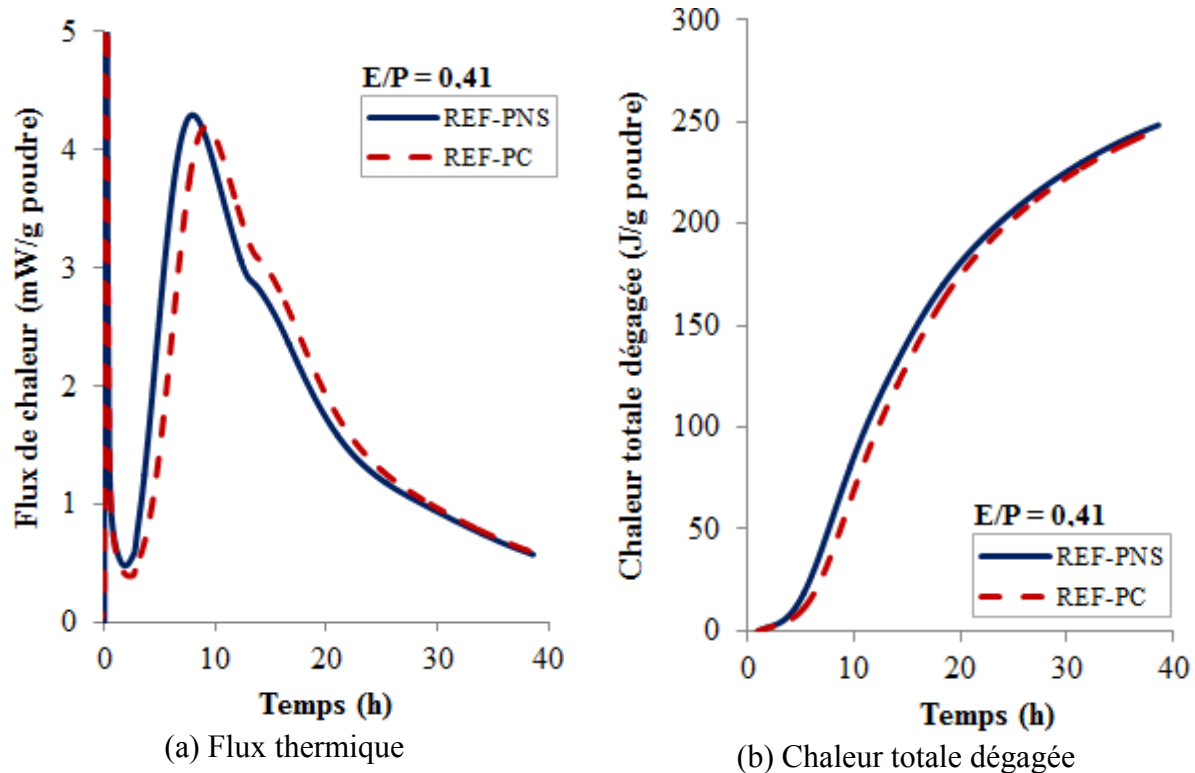 5
4
3
2
1
0
0
10
20
30
40
Flux de chaleur (mW/g poudre)
Temps (h)
E/P = 0,41
REF-PNS
REF-PC
(a) Flux thermique
300
250
200
150
100
50
0
0
10
20
30
40
Chaleur totale dégagée (J/g poudre)
Temps (h)
E/P = 0,41
REF-PNS
REF-PC
(b) Chaleur totale dégagée